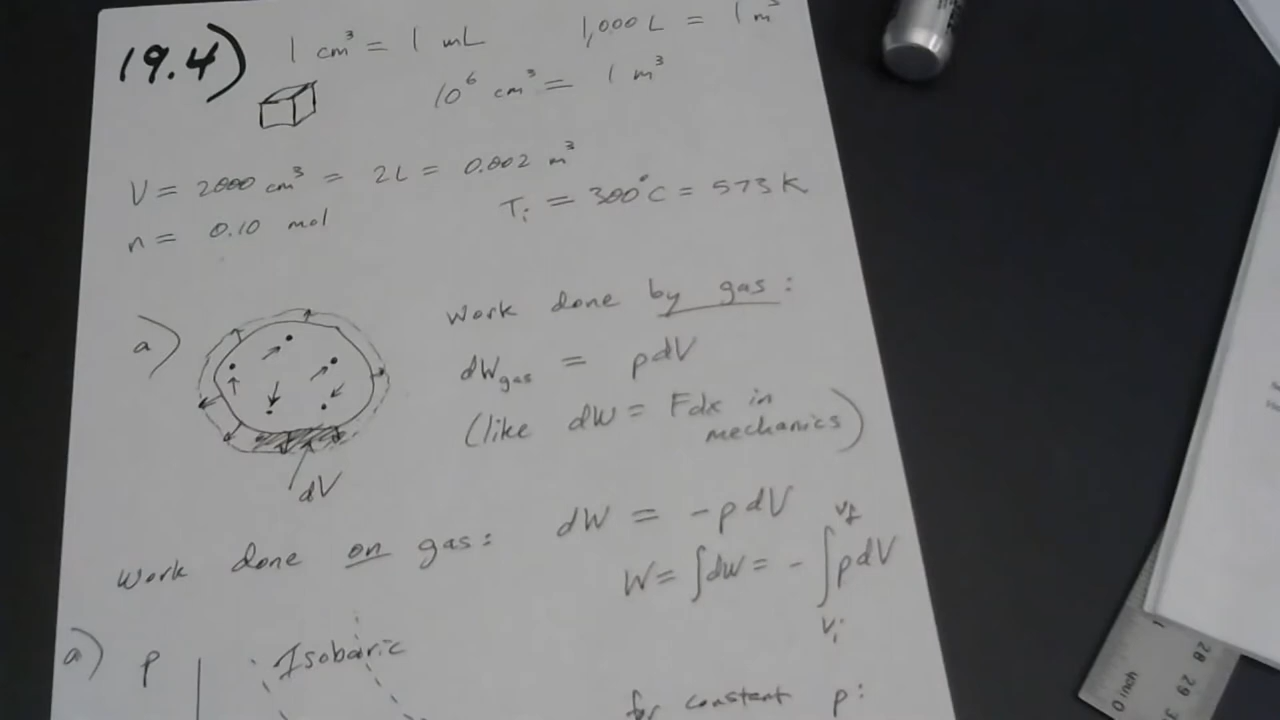 19.4) 1 cm³ = 1 mL 1,000 L = 1 m³
10⁶ cm³ = 1 m³
V = 2000 cm³ = 2L = 0.002 m³
n = 0.10 mol Tᵢ = 300°C = 573 K
a) Work done by gas:
dW_gas = pdV
(like dW = Fdx in
mechanics)
dV
Work done on gas: dW = -pdV
W = ∫dW = - ∫pdV
V_f
Vᵢ
a) p Isobaric
for constant p:
0 inch
28 29